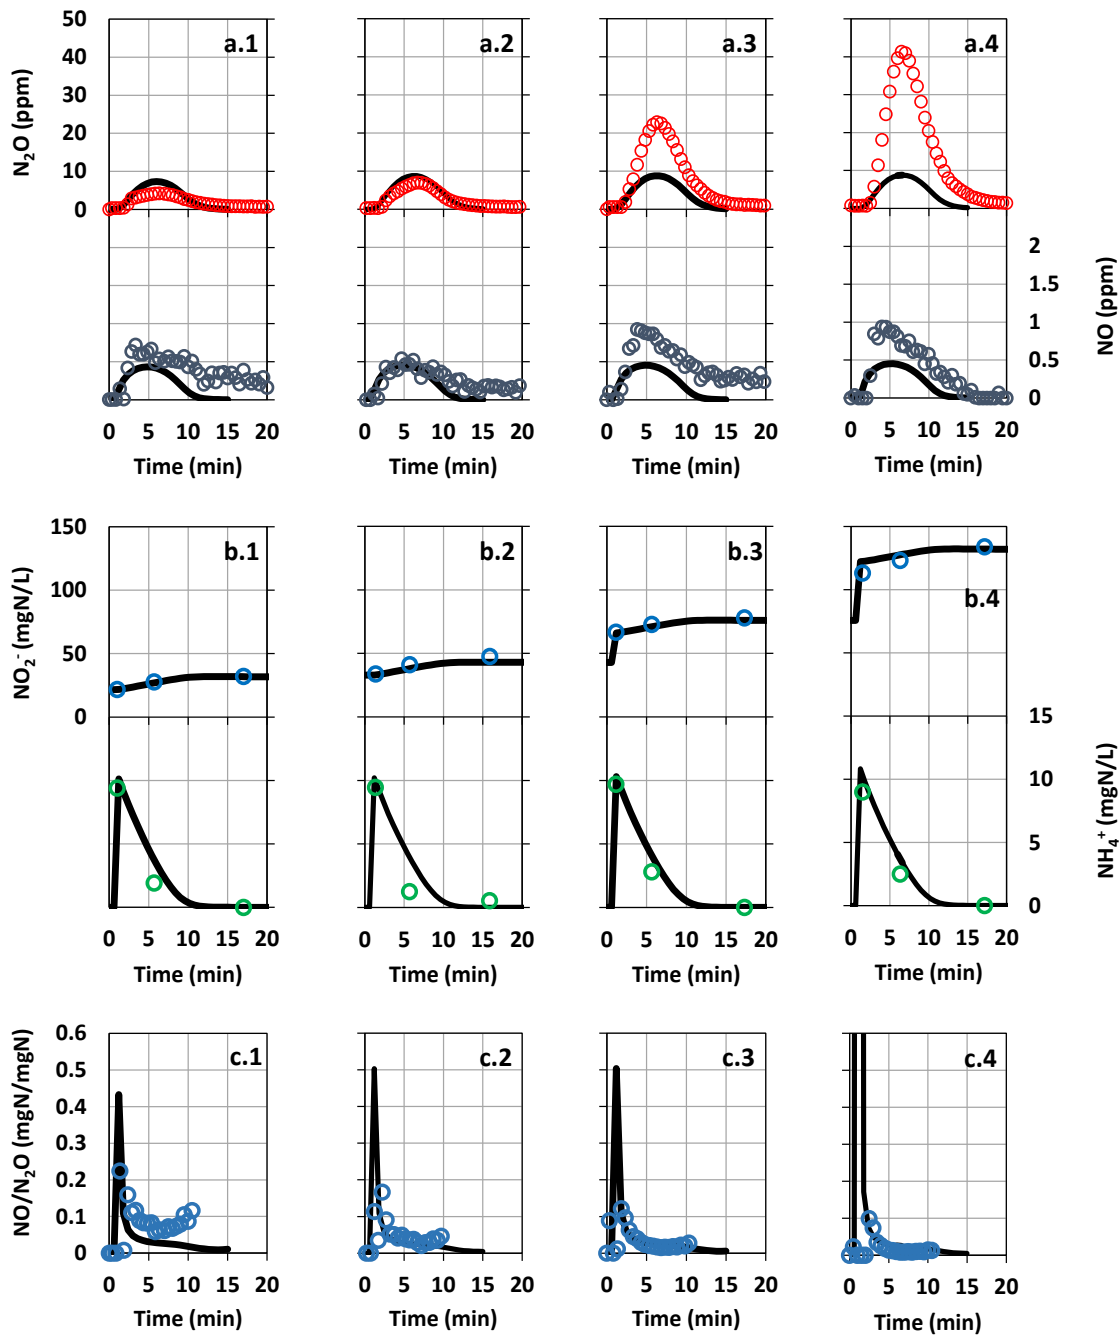 50
40
30
20
10
0
N₂O (ppm)
a.1
a.2
a.3
a.4
2
1.5
1
0.5
0
NO (ppm)
0 5 10 15 20
0 5 10 15 20
0 5 10 15 20
0 5 10 15 20
Time (min)
Time (min)
Time (min)
Time (min)
150
100
50
0
NO₂⁻ (mgN/L)
b.1
b.2
b.3
b.4
15
10
5
0
NH₄⁺ (mgN/L)
0 5 10 15 20
0 5 10 15 20
0 5 10 15 20
0 5 10 15 20
Time (min)
Time (min)
Time (min)
Time (min)
0.6
0.5
0.4
0.3
0.2
0.1
0
NO/N₂O (mgN/mgN)
c.1
c.2
c.3
c.4
0 5 10 15 20
0 5 10 15 20
0 5 10 15 20
0 5 10 15 20
Time (min)
Time (min)
Time (min)
Time (min)